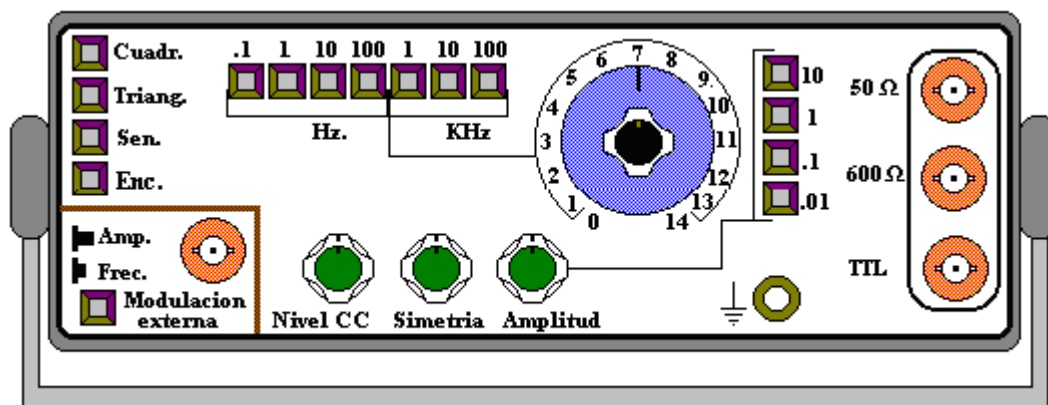 Cuadr.
Triang.
Sen.
Enc.
.1 1 10 100 1 10 100
Hz. KHz
0 1 2 3 4 5 6 7 8 9. 10 11 12 13 14
10
1
.1
.01
50 Ω
600 Ω
TTL
Amp.
Frec.
Modulacion
externa
Nivel CC Simetria Amplitud